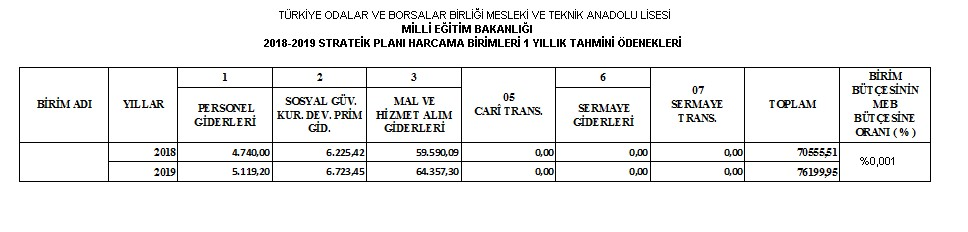 TÜRKİYE ODALAR VE BORSALAR BİRLİĞİ MESLEKİ VE TEKNİK ANADOLU LİSESİ
MİLLİ EĞİTİM BAKANLIĞI
2018-2019 STRATEİK PLANI HARCAMA BİRİMLERİ 1 YILLIK TAHMİNİ ÖDENEKLERİ
BİRİM ADI YILLAR 1 PERSONEL GİDERLERİ 2 SOSYAL GÜV. KUR. DEV. PRİM GİD. 3 MAL VE HİZMET ALIM GİDERLERİ 05 CARİ TRANS. 6 SERMAYE GİDERLERİ 07 SERMAYE TRANS. TOPLAM BİRİM BÜTÇESİNİN MEB BÜTÇESİNE ORANI ( % )
2018 4.740,00 6.225,42 59.590,09 0,00 0,00 0,00 70555,51
2019 5.119,20 6.723,45 64.357,30 0,00 0,00 0,00 76199,95
%0,001